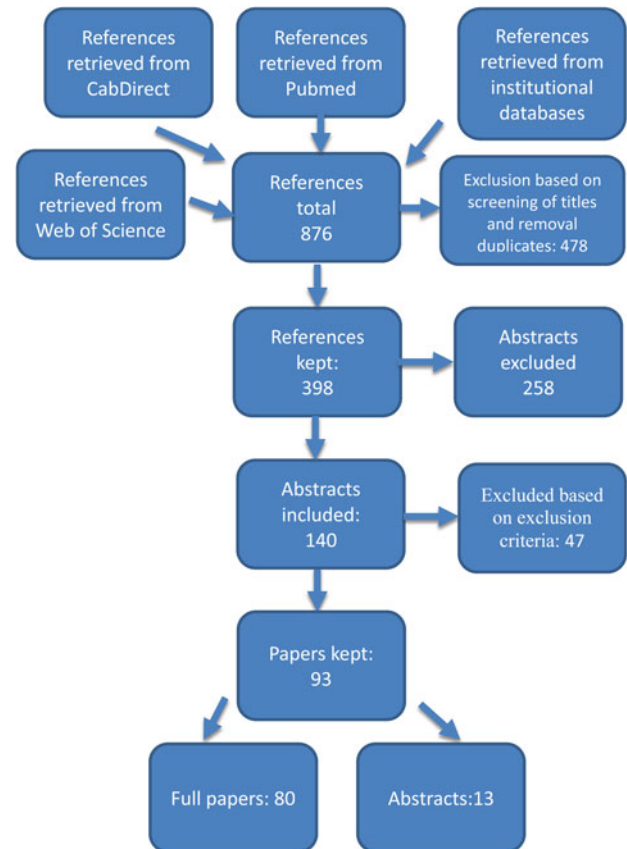 References
retrieved from
CabDirect
References
retrieved from
Pubmed
References
retrieved from
institutional
databases
References
retrieved from
Web of Science
References
total
876
Exclusion based on
screening of titles
and removal
duplicates: 478
References
kept:
398
Abstracts
excluded
258
Abstracts
included:
140
Excluded based
on exclusion
criteria: 47
Papers kept:
93
Full papers: 80
Abstracts:13